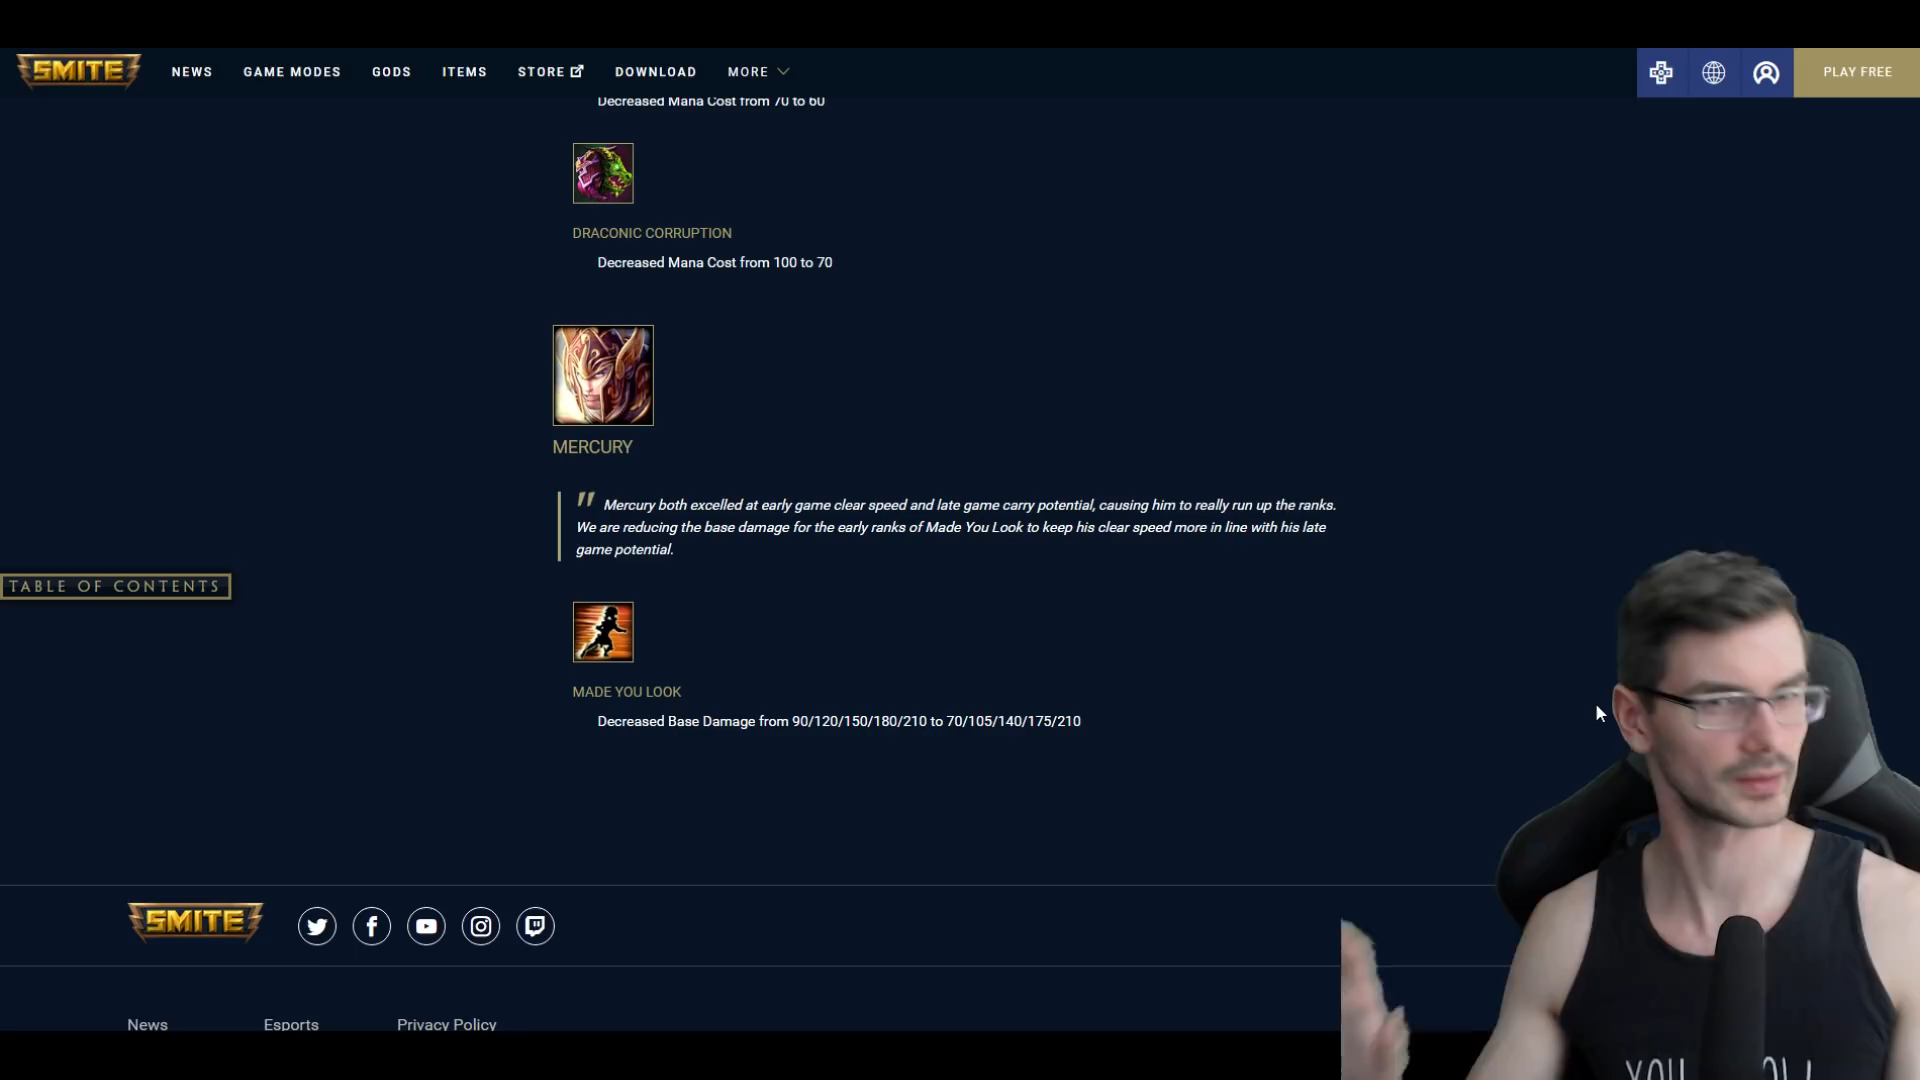 SMITE NEWS GAME MODES GODS ITEMS STORE DOWNLOAD MORE PLAY FREE
Decreased Mana Cost from 70 to 60
DRACONIC CORRUPTION
Decreased Mana Cost from 100 to 70
MERCURY
" Mercury both excelled at early game clear speed and late game carry potential, causing him to really run up the ranks.
We are reducing the base damage for the early ranks of Made You Look to keep his clear speed more in line with his late
game potential.
TABLE OF CONTENTS
MADE YOU LOOK
Decreased Base Damage from 90/120/150/180/210 to 70/105/140/175/210
SMITE
News Esports Privacy Policy
YOU